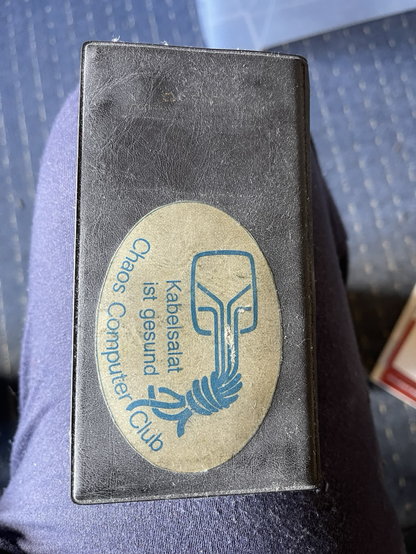 Kabelsalat
ist gesund
Chaos Computer Club